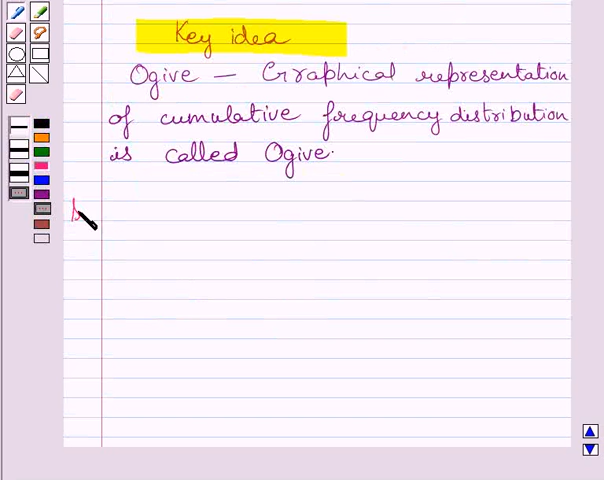 Key idea
Ogive — Graphical representation
of cumulative frequency distribution
is called Ogive.